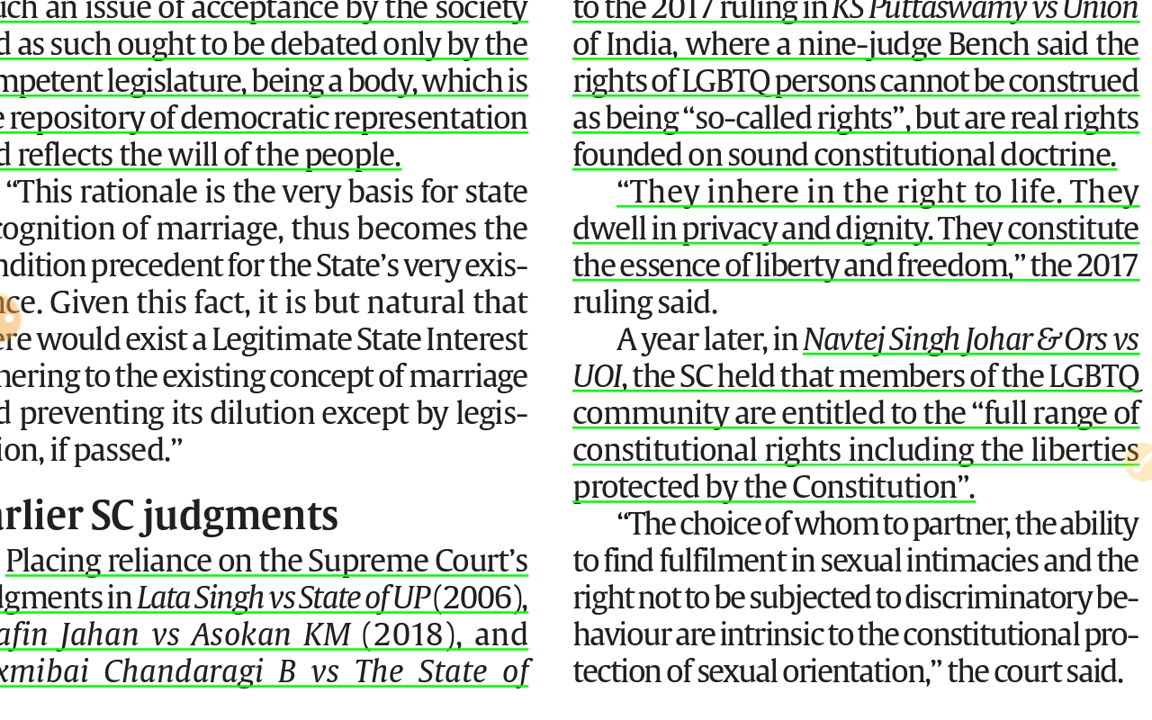 uch an issue of acceptance by the society
d as such ought to be debated only by the
mpetent legislature, being a body, which is
e repository of democratic representation
d reflects the will of the people.
“This rationale is the very basis for state
cognition of marriage, thus becomes the
ndition precedent for the State’s very exis-
nce. Given this fact, it is but natural that
ere would exist a Legitimate State Interest
hering to the existing concept of marriage
d preventing its dilution except by legis-
ion, if passed.”
arlier SC judgments
Placing reliance on the Supreme Court’s
dgments in Lata Singh vs State of UP (2006),
afin Jahan vs Asokan KM (2018), and
xmibai Chandaragi B vs The State of
to the 2017 ruling in KS Puttaswamy vs Union
of India, where a nine-judge Bench said the
rights of LGBTQ persons cannot be construed
as being “so-called rights”, but are real rights
founded on sound constitutional doctrine.
“They inhere in the right to life. They
dwell in privacy and dignity. They constitute
the essence of liberty and freedom,” the 2017
ruling said.
A year later, in Navtej Singh Johar & Ors vs
UOI, the SC held that members of the LGBTQ
community are entitled to the “full range of
constitutional rights including the liberties
protected by the Constitution”.
“The choice of whom to partner, the ability
to find fulfilment in sexual intimacies and the
right not to be subjected to discriminatory be-
haviour are intrinsic to the constitutional pro-
tection of sexual orientation,” the court said.